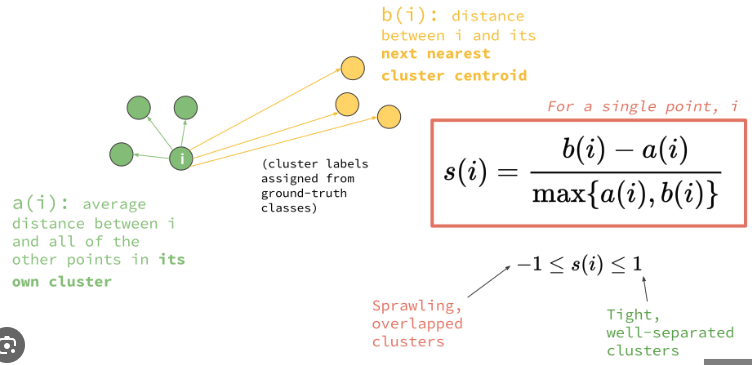 b(i): distance
between i and its
next nearest
cluster centroid
For a single point, i
i
s(i) = b(i) − a(i) / max{a(i), b(i)}
(cluster labels
assigned from
ground-truth
classes)
a(i): average
distance between i
and all of the
other points in its
own cluster
−1 ≤ s(i) ≤ 1
Sprawling,
overlapped
clusters
Tight,
well-separated
clusters